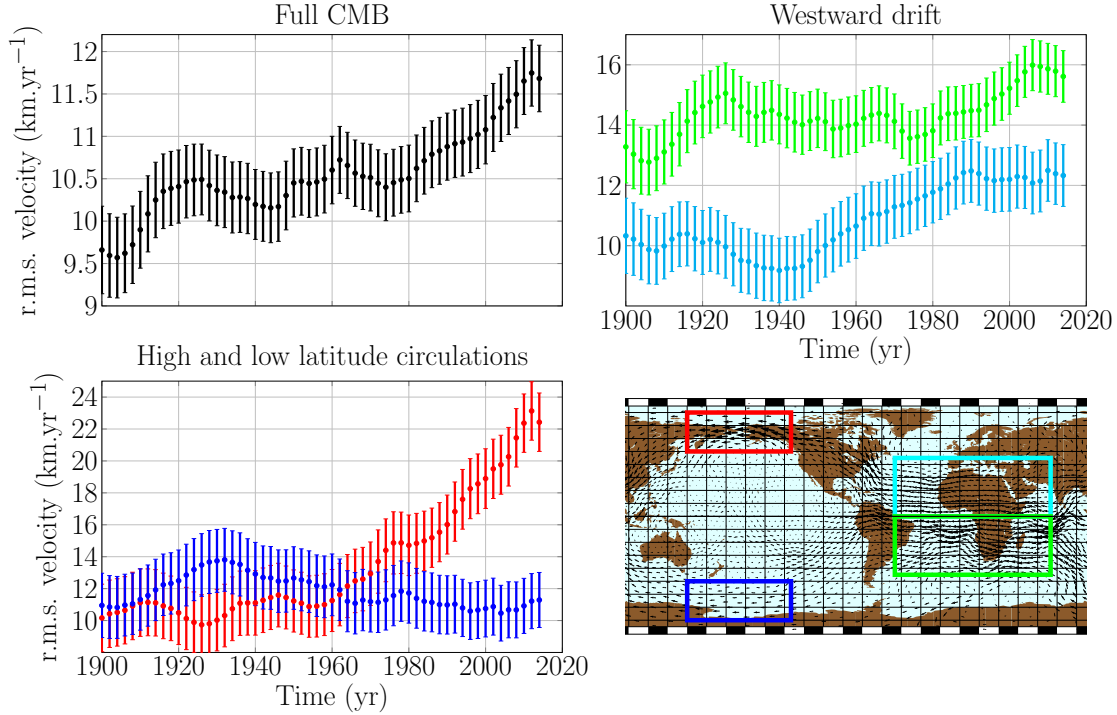 Full CMB
r.m.s. velocity (km.yr−1)
12
11.5
11
10.5
10
9.5
9
Westward drift
16
14
12
10
1900 1920 1940 1960 1980 2000 2020
Time (yr)
High and low latitude circulations
r.m.s. velocity (km.yr−1)
24
22
20
18
16
14
12
10
1900 1920 1940 1960 1980 2000 2020
Time (yr)